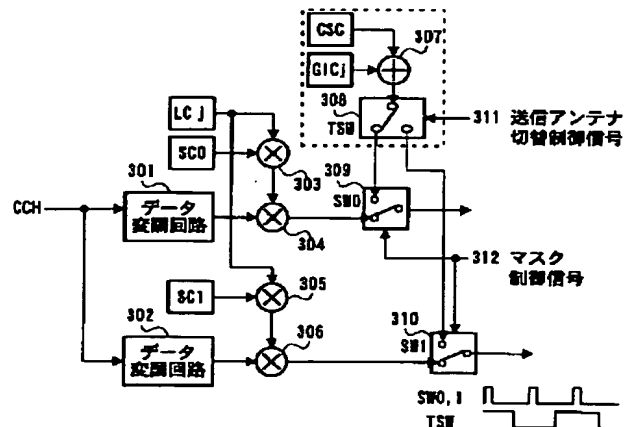 CSC
307
GICj
308
TSW
311 送信アンテナ
切替制御信号
LCj
SC0
303
309
SW0
301
CCH
データ
変調回路
304
312 マスク
制御信号
SC1
305
310
302
SW1
データ
変調回路
306
SW0,1
TSW